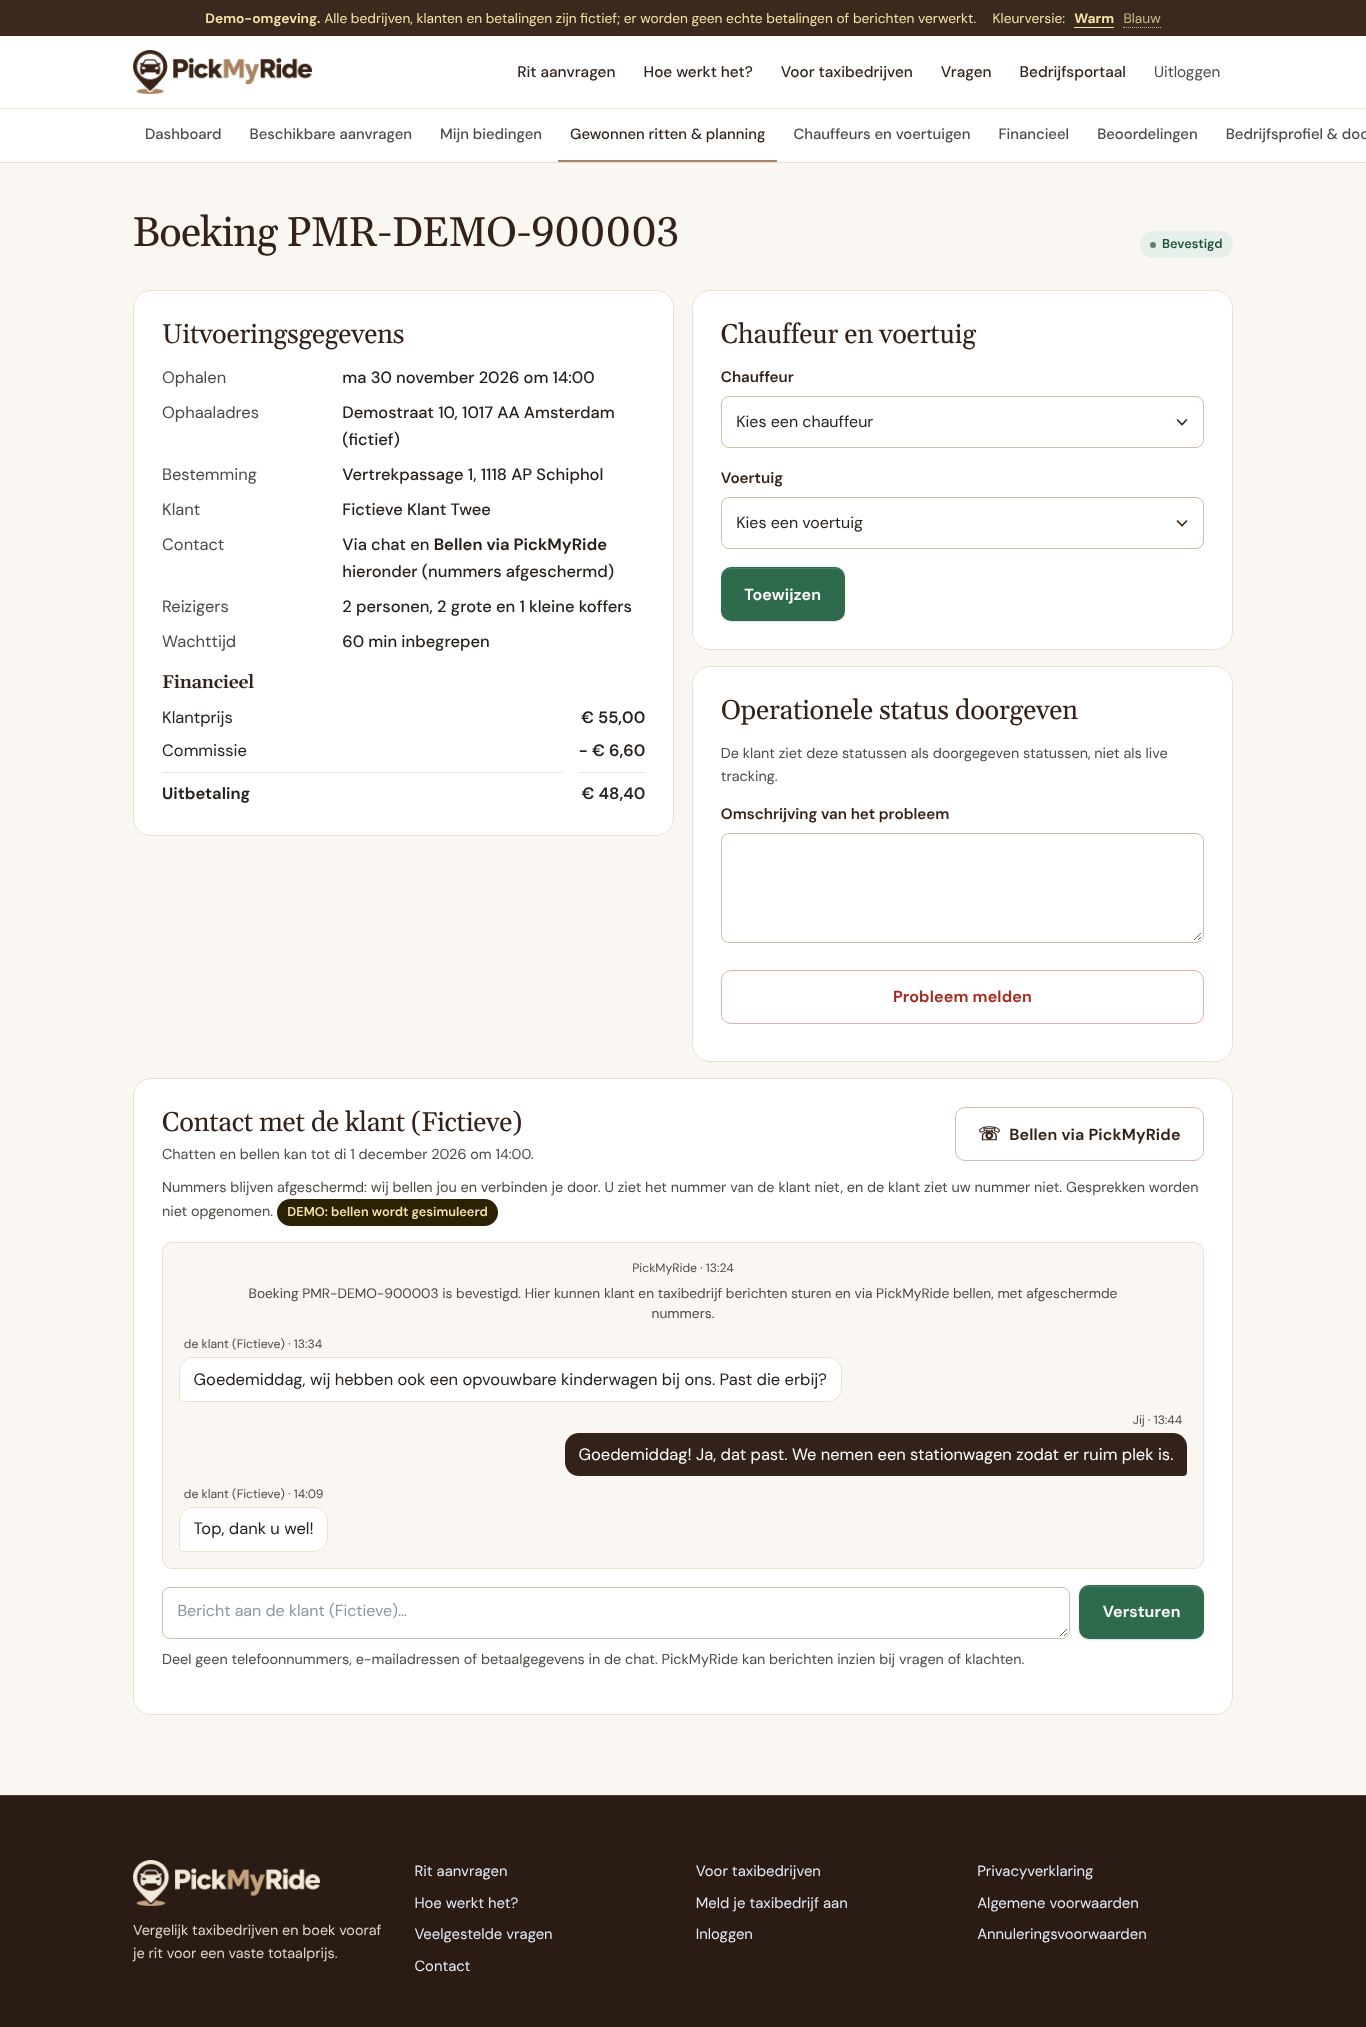 Demo-omgeving. Alle bedrijven, klanten en betalingen zijn fictief; er worden geen echte betalingen of berichten verwerkt. Kleurversie: Warm Blauw
PickMyRide
Rit aanvragen Hoe werkt het? Voor taxibedrijven Vragen Bedrijfsportaal Uitloggen
Dashboard Beschikbare aanvragen Mijn biedingen Gewonnen ritten & planning Chauffeurs en voertuigen Financieel Beoordelingen Bedrijfsprofiel & doc
Boeking PMR-DEMO-900003
Bevestigd
Uitvoeringsgegevens
Ophalen ma 30 november 2026 om 14:00
Ophaaladres Demostraat 10, 1017 AA Amsterdam
(fictief)
Bestemming Vertrekpassage 1, 1118 AP Schiphol
Klant Fictieve Klant Twee
Contact Via chat en Bellen via PickMyRide
hieronder (nummers afgeschermd)
Reizigers 2 personen, 2 grote en 1 kleine koffers
Wachttijd 60 min inbegrepen
Financieel
Klantprijs € 55,00
Commissie - € 6,60
Uitbetaling € 48,40
Chauffeur en voertuig
Chauffeur
Kies een chauffeur
Voertuig
Kies een voertuig
Toewijzen
Operationele status doorgeven
De klant ziet deze statussen als doorgegeven statussen, niet als live
tracking.
Omschrijving van het probleem
Probleem melden
Contact met de klant (Fictieve)
Chatten en bellen kan tot di 1 december 2026 om 14:00.
☏ Bellen via PickMyRide
Nummers blijven afgeschermd: wij bellen jou en verbinden je door. U ziet het nummer van de klant niet, en de klant ziet uw nummer niet. Gesprekken worden
niet opgenomen. DEMO: bellen wordt gesimuleerd
PickMyRide · 13:24
Boeking PMR-DEMO-900003 is bevestigd. Hier kunnen klant en taxibedrijf berichten sturen en via PickMyRide bellen, met afgeschermde
nummers.
de klant (Fictieve) · 13:34
Goedemiddag, wij hebben ook een opvouwbare kinderwagen bij ons. Past die erbij?
Jij · 13:44
Goedemiddag! Ja, dat past. We nemen een stationwagen zodat er ruim plek is.
de klant (Fictieve) · 14:09
Top, dank u wel!
Bericht aan de klant (Fictieve)...
Versturen
Deel geen telefoonnummers, e-mailadressen of betaalgegevens in de chat. PickMyRide kan berichten inzien bij vragen of klachten.
PickMyRide
Vergelijk taxibedrijven en boek vooraf
je rit voor een vaste totaalprijs.
Rit aanvragen
Hoe werkt het?
Veelgestelde vragen
Contact
Voor taxibedrijven
Meld je taxibedrijf aan
Inloggen
Privacyverklaring
Algemene voorwaarden
Annuleringsvoorwaarden